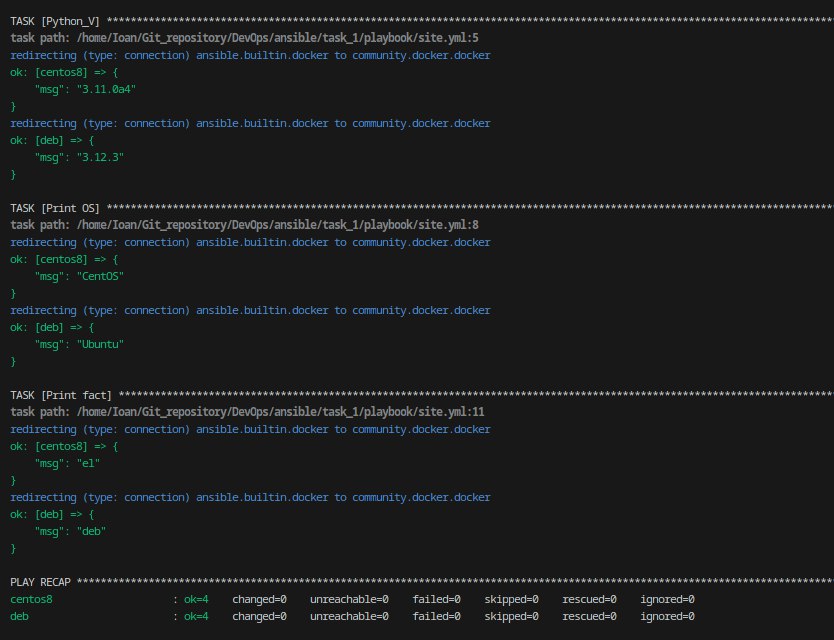 TASK [Python_V] ****************************************************************************************************************************
task path: /home/Ioan/Git_repository/DevOps/ansible/task_1/playbook/site.yml:5
redirecting (type: connection) ansible.builtin.docker to community.docker.docker
ok: [centos8] => {
    "msg": "3.11.0a4"
}
redirecting (type: connection) ansible.builtin.docker to community.docker.docker
ok: [deb] => {
    "msg": "3.12.3"
}
TASK [Print OS] ****************************************************************************************************************************
task path: /home/Ioan/Git_repository/DevOps/ansible/task_1/playbook/site.yml:8
redirecting (type: connection) ansible.builtin.docker to community.docker.docker
ok: [centos8] => {
    "msg": "CentOS"
}
redirecting (type: connection) ansible.builtin.docker to community.docker.docker
ok: [deb] => {
    "msg": "Ubuntu"
}
TASK [Print fact] **************************************************************************************************************************
task path: /home/Ioan/Git_repository/DevOps/ansible/task_1/playbook/site.yml:11
redirecting (type: connection) ansible.builtin.docker to community.docker.docker
ok: [centos8] => {
    "msg": "el"
}
redirecting (type: connection) ansible.builtin.docker to community.docker.docker
ok: [deb] => {
    "msg": "deb"
}
PLAY RECAP *********************************************************************************************************************************
centos8                    : ok=4    changed=0    unreachable=0    failed=0    skipped=0    rescued=0    ignored=0
deb                        : ok=4    changed=0    unreachable=0    failed=0    skipped=0    rescued=0    ignored=0